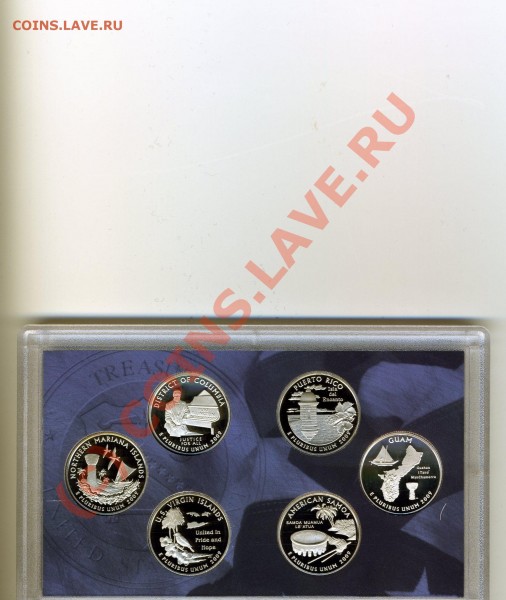 COINS.LAVE.RU
COINS.LAVE.RU
TREASU
DISTRICT OF COLUMBIA
JUSTICE
FOR ALL
E PLURIBUS UNUM 2009
PUERTO RICO
Isla
del
Encanto
E PLURIBUS UNUM 2009
NORTHERN MARIANA ISLANDS
E PLURIBUS UNUM 2009
GUAM
Guahan
I Tanó
ManChamorro
E PLURIBUS UNUM 2009
U.S. VIRGIN ISLANDS
United in
Pride and
Hope
E PLURIBUS UNUM 2009
AMERICAN SAMOA
SAMOA MUAMUA
LE ATUA
E PLURIBUS UNUM 2009